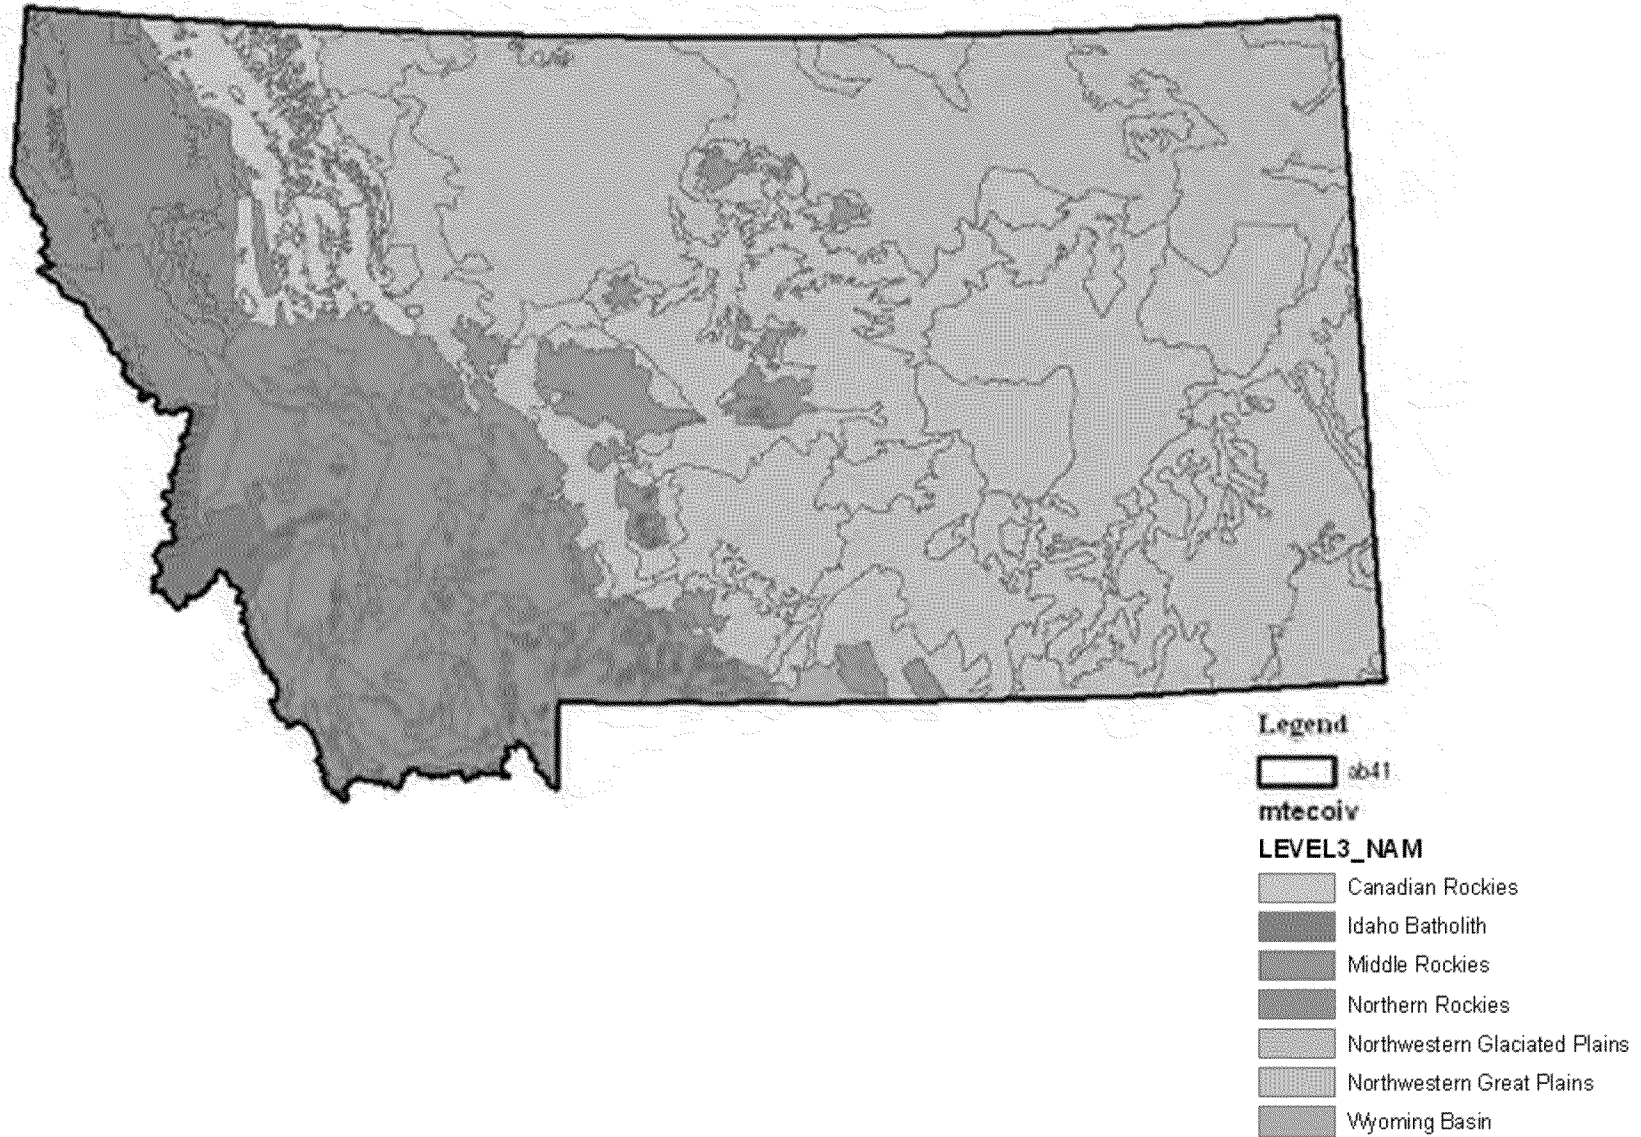 Legend
ab41
mtecoiv
LEVEL3_NAM
Canadian Rockies
Idaho Batholith
Middle Rockies
Northern Rockies
Northwestern Glaciated Plains
Northwestern Great Plains
Wyoming Basin